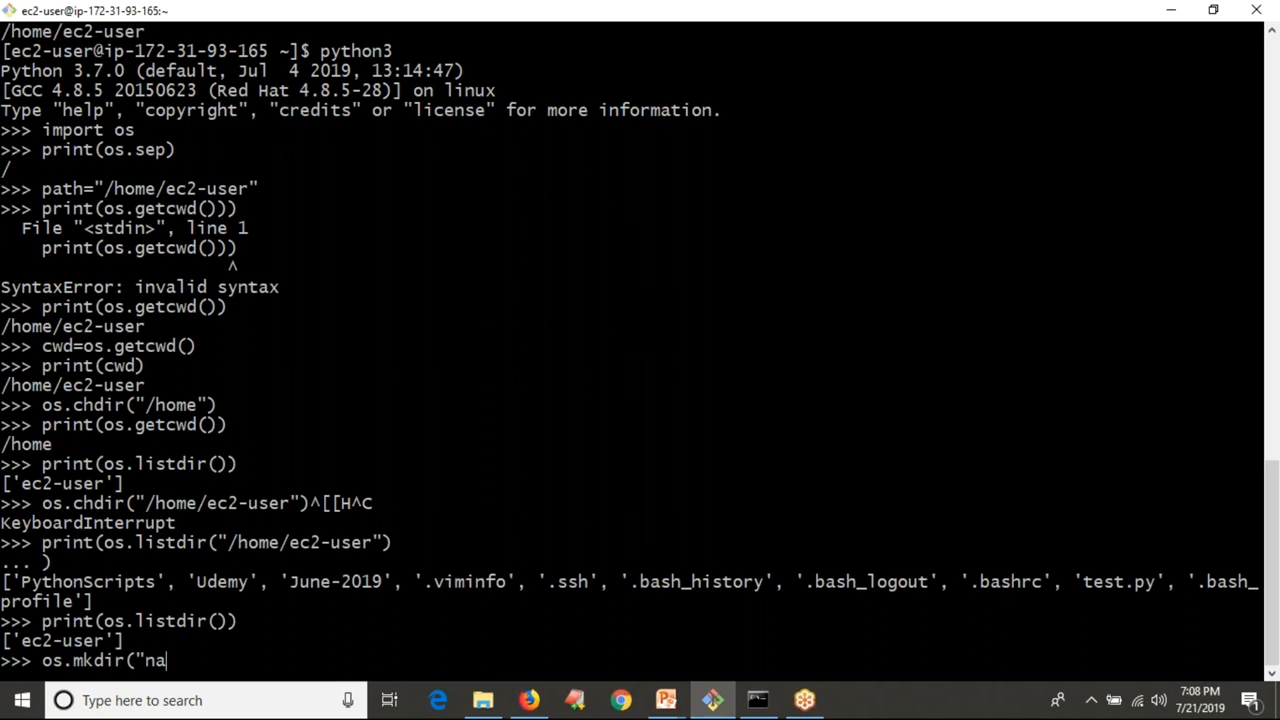 ec2-user@ip-172-31-93-165:~
/home/ec2-user
[ec2-user@ip-172-31-93-165 ~]$ python3
Python 3.7.0 (default, Jul  4 2019, 13:14:47)
[GCC 4.8.5 20150623 (Red Hat 4.8.5-28)] on linux
Type "help", "copyright", "credits" or "license" for more information.
>>> import os
>>> print(os.sep)
/
>>> path="/home/ec2-user"
>>> print(os.getcwd()))
  File "<stdin>", line 1
    print(os.getcwd()))
                      ^
SyntaxError: invalid syntax
>>> print(os.getcwd())
/home/ec2-user
>>> cwd=os.getcwd()
>>> print(cwd)
/home/ec2-user
>>> os.chdir("/home")
>>> print(os.getcwd())
/home
>>> print(os.listdir())
['ec2-user']
>>> os.chdir("/home/ec2-user")^[[H^C
KeyboardInterrupt
>>> print(os.listdir("/home/ec2-user")
... )
['PythonScripts', 'Udemy', 'June-2019', '.viminfo', '.ssh', '.bash_history', '.bash_logout', '.bashrc', 'test.py', '.bash_
profile']
>>> print(os.listdir())
['ec2-user']
>>> os.mkdir("na
Type here to search
7:08 PM
7/21/2019
1